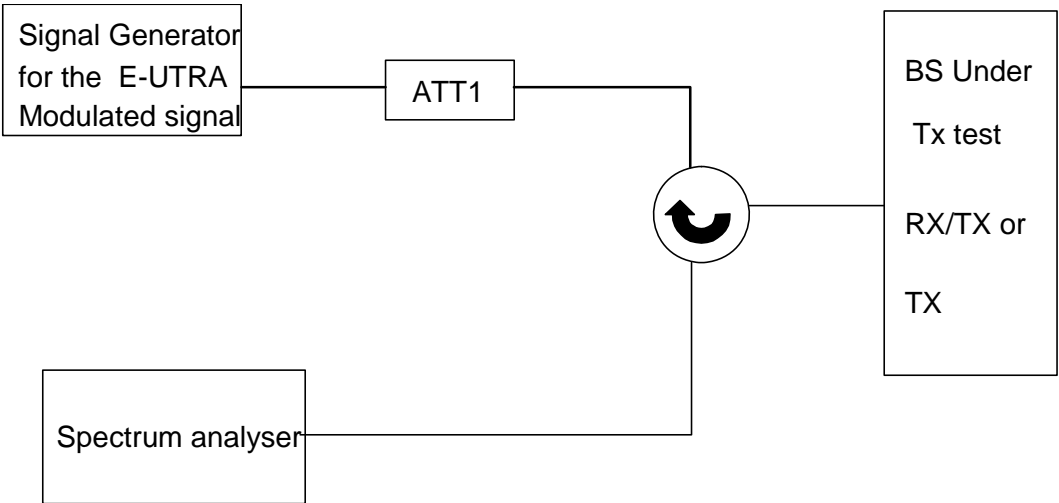 Signal Generator
for the E-UTRA
Modulated signal
ATT1
BS Under
Tx test
RX/TX or
TX
Spectrum analyser